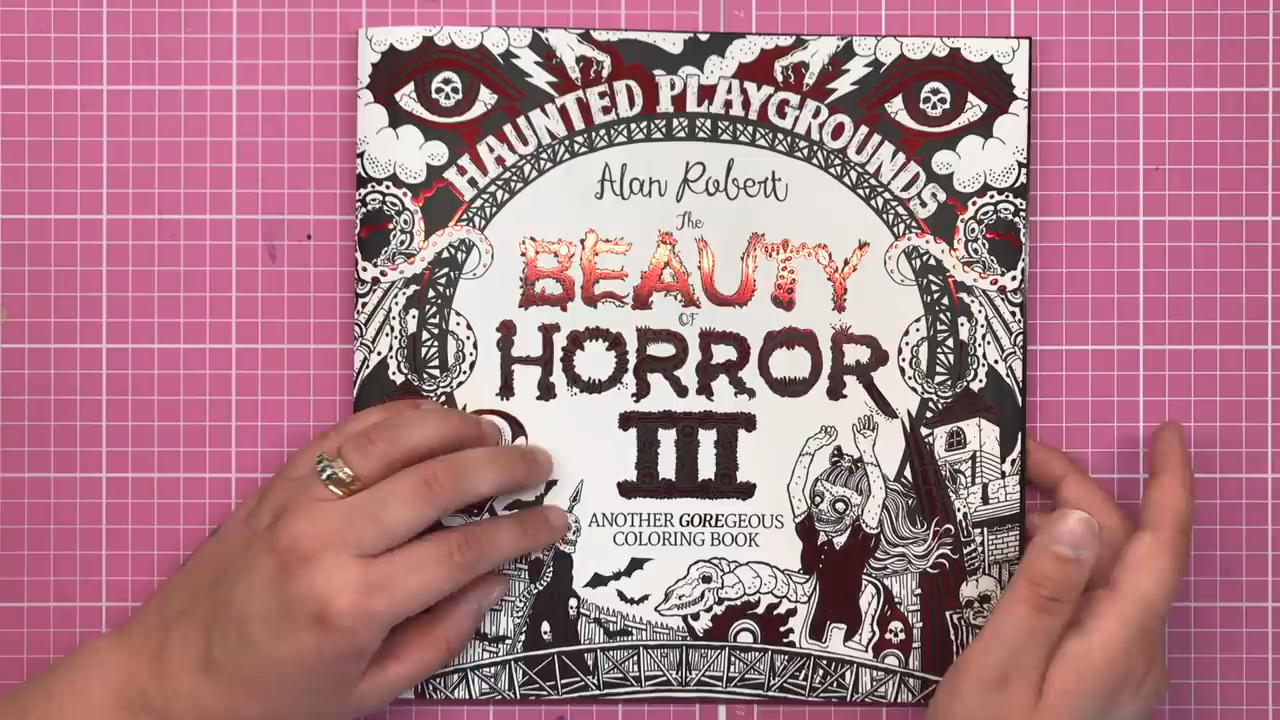 HAUNTED PLAYGROUNDS
Alan Robert
The
BEAUTY
OF
HORROR
III
ANOTHER GOREGEOUS
COLORING BOOK